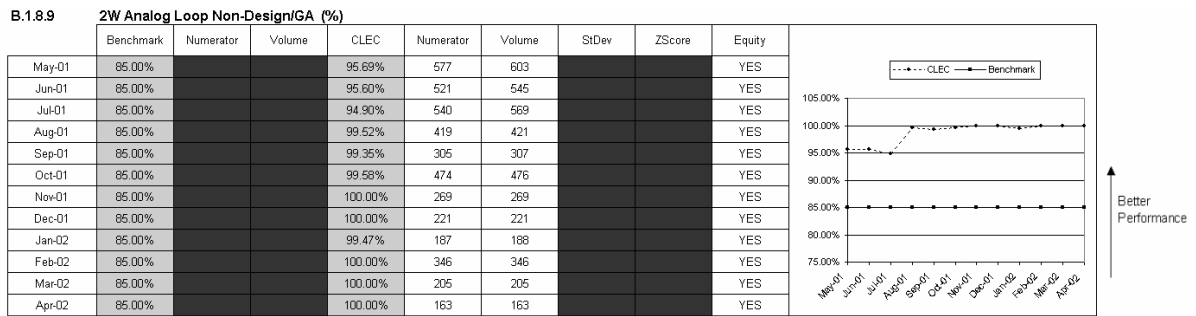 B.1.8.9 2W Analog Loop Non-Design/GA (%)
Benchmark Numerator Volume CLEC Numerator Volume StDev ZScore Equity
May-01 85.00% 95.69% 577 603 YES
Jun-01 85.00% 95.60% 521 545 YES
Jul-01 85.00% 94.90% 540 569 YES
Aug-01 85.00% 99.52% 419 421 YES
Sep-01 85.00% 99.35% 305 307 YES
Oct-01 85.00% 99.58% 474 476 YES
Nov-01 85.00% 100.00% 269 269 YES
Dec-01 85.00% 100.00% 221 221 YES
Jan-02 85.00% 99.47% 187 188 YES
Feb-02 85.00% 100.00% 346 346 YES
Mar-02 85.00% 100.00% 205 205 YES
Apr-02 85.00% 100.00% 163 163 YES
CLEC Benchmark
105.00%
100.00%
95.00%
90.00%
85.00%
80.00%
75.00%
May-01 Jun-01 Jul-01 Aug-01 Sep-01 Oct-01 Nov-01 Dec-01 Jan-02 Feb-02 Mar-02 Apr-02
Better
Performance